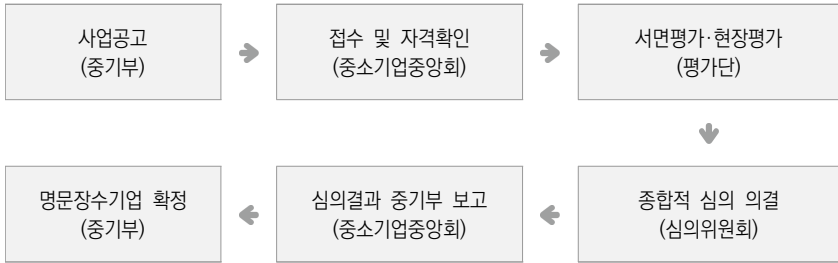 사업공고
(중기부)
접수 및 자격확인
(중소기업중앙회)
서면평가·현장평가
(평가단)
종합적 심의 의결
(심의위원회)
심의결과 중기부 보고
(중소기업중앙회)
명문장수기업 확정
(중기부)